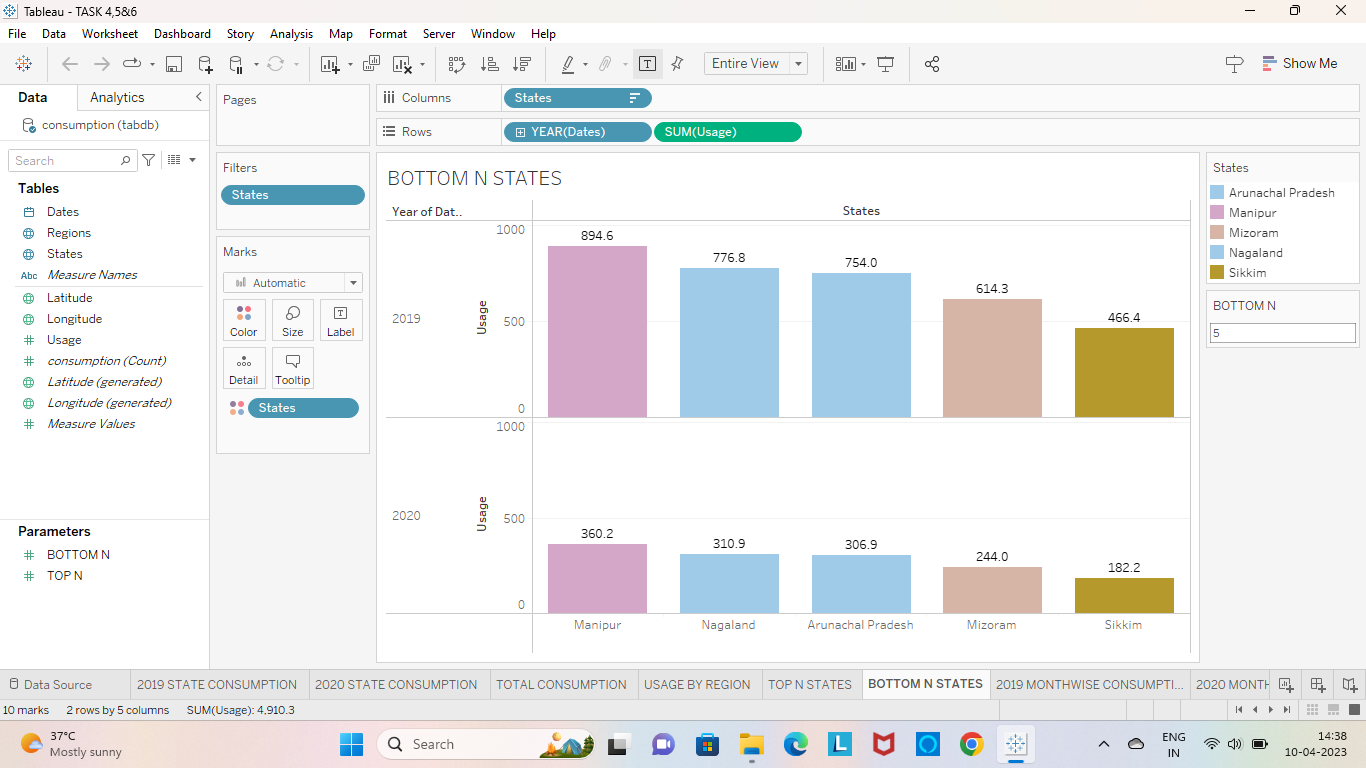 Tableau - TASK 4,5&6
File Data Worksheet Dashboard Story Analysis Map Format Server Window Help
Entire View
Show Me
Data Analytics
consumption (tabdb)
Search
Tables
Dates
Regions
States
Abc Measure Names
Latitude
Longitude
Usage
consumption (Count)
Latitude (generated)
Longitude (generated)
Measure Values
Parameters
BOTTOM N
TOP N
Pages
Filters
States
Marks
Automatic
Color Size Label
Detail Tooltip
States
Columns States
Rows YEAR(Dates) SUM(Usage)
BOTTOM N STATES
Year of Dat..
States
2019
Usage
1000
500
0
894.6
776.8
754.0
614.3
466.4
2020
Usage
1000
500
0
360.2
310.9
306.9
244.0
182.2
Manipur Nagaland Arunachal Pradesh Mizoram Sikkim
States
Arunachal Pradesh
Manipur
Mizoram
Nagaland
Sikkim
BOTTOM N
5
Data Source 2019 STATE CONSUMPTION 2020 STATE CONSUMPTION TOTAL CONSUMPTION USAGE BY REGION TOP N STATES BOTTOM N STATES 2019 MONTHWISE CONSUMPTI... 2020 MONTH
10 marks 2 rows by 5 columns SUM(Usage): 4,910.3
37°C
Mostly sunny
Search
L
ENG
IN
14:38
10-04-2023